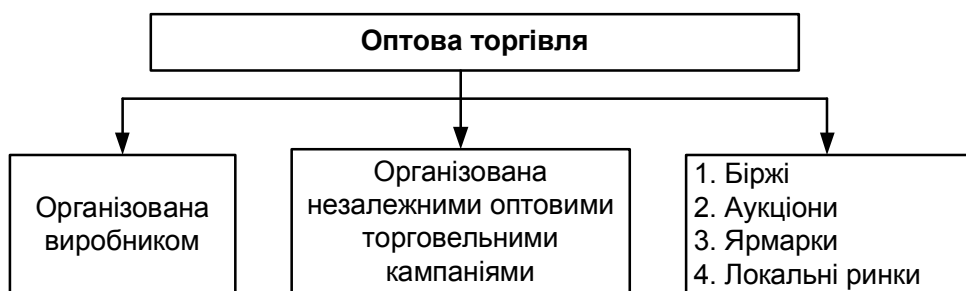 Оптова торгівля
Організована
виробником
Організована
незалежними оптовими
торговельними
кампаніями
1. Біржі
2. Аукціони
3. Ярмарки
4. Локальні ринки